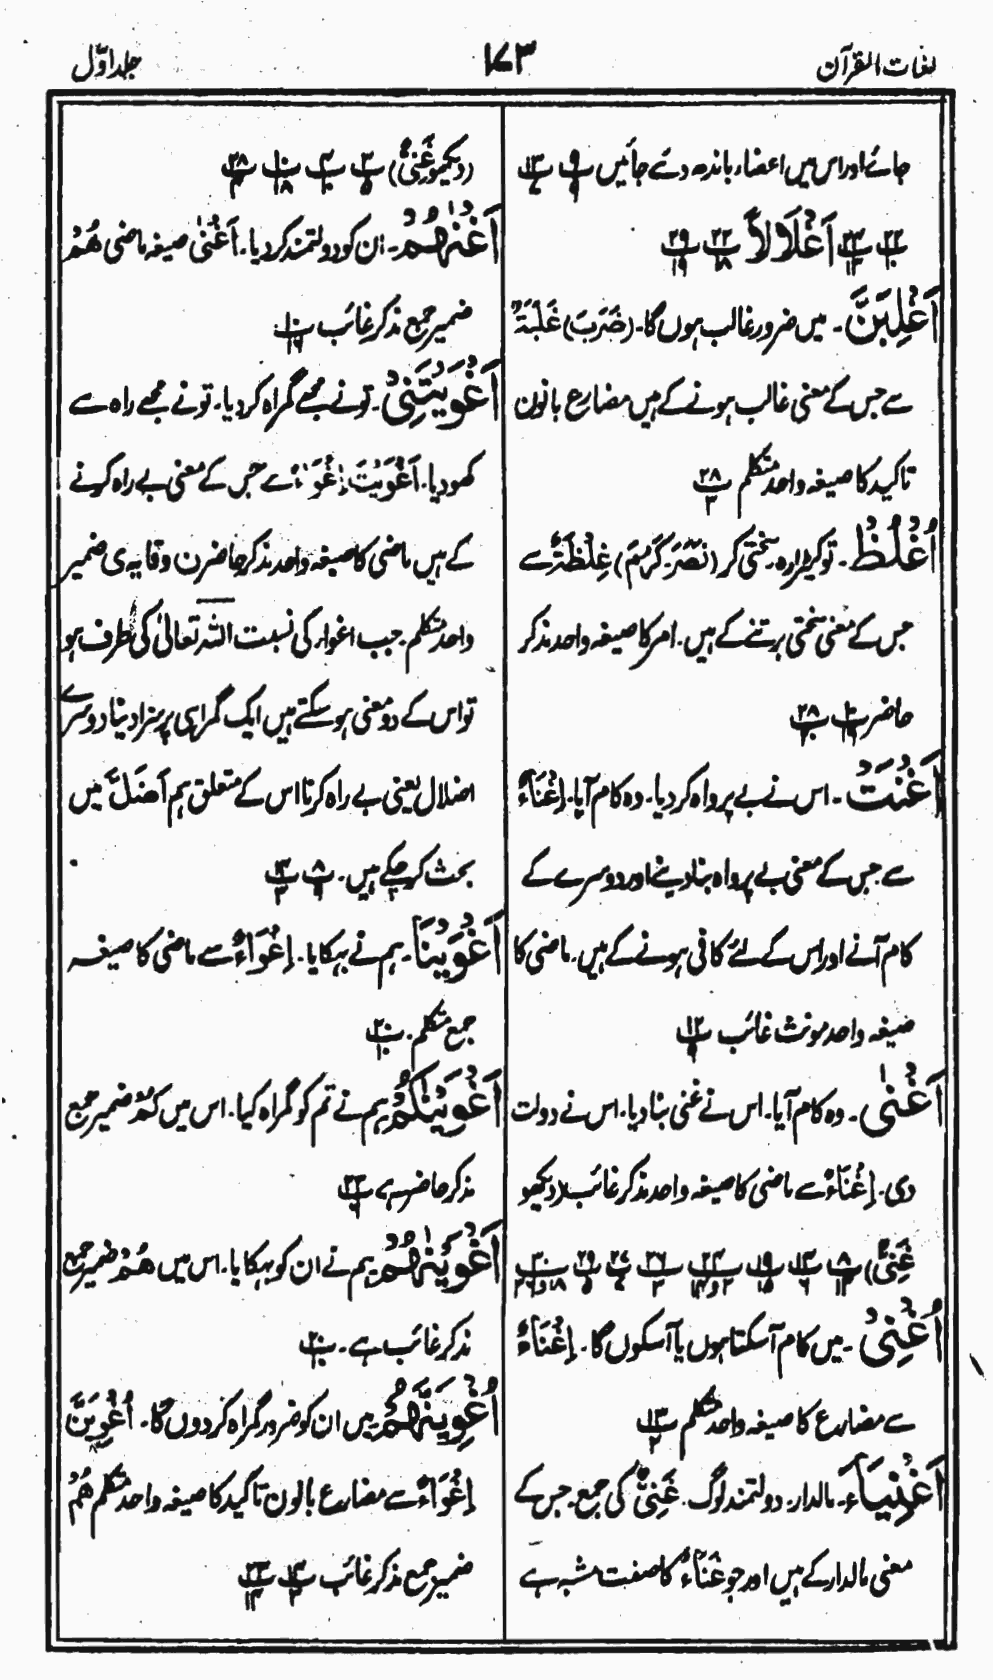 لغات القرآن
۱۷۳
جلد اوّل
جائے اور اس میں اعضاء باندھ دئے جائیں
أَغْلَالاً
أَغْلِبَنَّ ۔ میں ضرور غالب ہوں گا۔ (ضَرَبَ) غَلَبَةٌ
سے جس کے معنی غالب ہونے کے ہیں مضارع بانون
تاکید کا صیغہ واحد متکلم ۲۸
اُغْلُظْ ۔ تو کڑا رہ۔ سختی کر (نَصَرَ۔ کَرُمَ) غِلْظَةٌ سے
جس کے معنی سختی برتنے کے ہیں۔ امر کا صیغہ واحد مذکر
حاضر
أَغْنَتْ ۔ اس نے بے پرواہ کر دیا۔ وہ کام آیا۔ إِغْنَاءٌ
سے جس کے معنی بے پرواہ بنادینے اور دوسرے کے
کام آنے اور اس کے لئے کافی ہونے کے ہیں۔ ماضی کا
صیغہ واحد مونث غائب
أَغْنٰى ۔ وہ کام آیا۔ اس نے غنی بنا دیا۔ اس نے دولت
دی۔ إِغْنَاءٌ سے ماضی کا صیغہ واحد مذکر غائب (دیکھو
غَنِيٌّ)
أُغْنِيْ ۔ میں کام آسکتا ہوں یا آسکوں گا۔ إِغْنَاءٌ
سے مضارع کا صیغہ واحد متکلم
أَغْنِيَاءَ ۔ مالدار۔ دولتمند لوگ۔ غَنِيٌّ کی جمع۔ جس کے
معنی مالدار کے ہیں اور جو غَنَاءٌ کا صفت مشبہ ہے
(دیکھو غَنِيٌّ)
أَغْنٰهُمُ ۔ ان کو دولتمند کر دیا۔ أَغْنٰى صیغہ ماضی هُمْ
ضمیر جمع مذکر غائب
أَغْوَيْتَنِيْ ۔ تو نے مجھے گمراہ کر دیا۔ تو نے مجھے راہ سے
کھودیا۔ أَغْوَيْتَ إِغْوَاءٌ سے جس کے معنی بے راہ کرنے
کے ہیں ماضی کا صیغہ واحد مذکر حاضر ن وقایہ ی ضمیر
واحد متکلم۔ جب اغواء کی نسبت اللہ تعالیٰ کی طرف ہو
تو اس کے دو معنی ہو سکتے ہیں ایک گمراہی پر سزا دینا دوسرے
اضلال یعنی بے راہ کرنا اس کے متعلق ہم أَضَلَّ میں
بحث کر چکے ہیں۔
أَغْوَيْنَا ۔ ہم نے بہکایا۔ إِغْوَاءٌ سے ماضی کا صیغہ
جمع متکلم۔
أَغْوَيْنٰكُمْ ہم نے تم کو گمراہ کیا۔ اس میں كُمْ ضمیر جمع
مذکر حاضر ہے
أَغْوَيْنٰهُمْ ہم نے ان کو بہکایا۔ اس میں هُمْ ضمیر جمع
مذکر غائب ہے۔
أُغْوِيَنَّهُمْ میں ان کو ضرور گمراہ کر دوں گا۔ أُغْوِيَنَّ
إِغْوَاءٌ سے مضارع بانون تاکید کا صیغہ واحد متکلم هُمْ
ضمیر جمع مذکر غائب